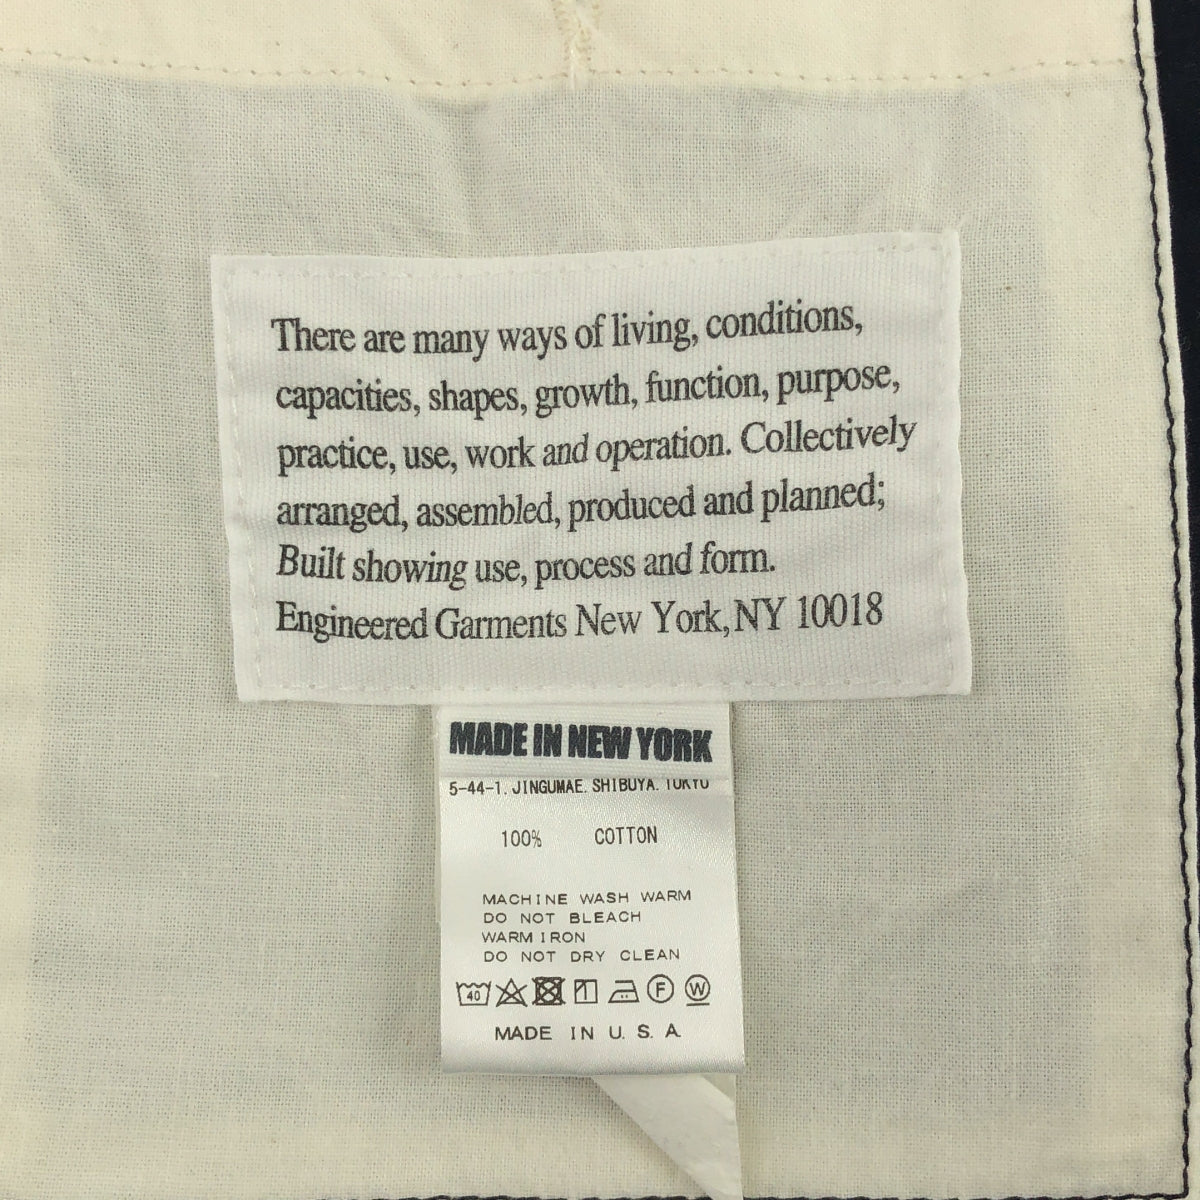 There are many ways of living, conditions,
capacities, shapes, growth, function, purpose,
practice, use, work and operation. Collectively
arranged, assembled, produced and planned;
Built showing use, process and form.
Engineered Garments New York, NY 10018
MADE IN NEW YORK
5-44-1. JINGUMAE. SHIBUYA. TOKYO
100% COTTON
MACHINE WASH WARM
DO NOT BLEACH
WARM IRON
DO NOT DRY CLEAN
40 F W
MADE IN U. S. A